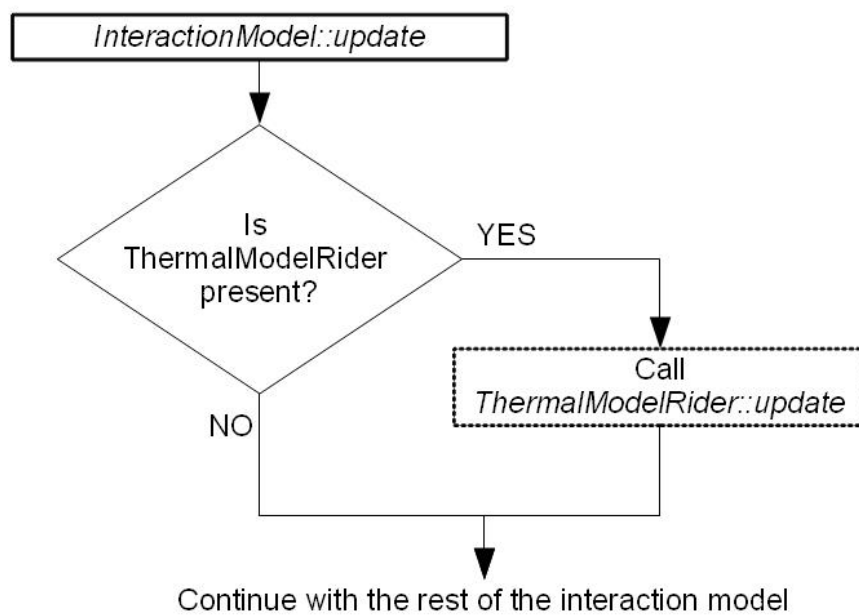 InteractionModel::update
Is
ThermalModelRider
present?
YES
Call
ThermalModelRider::update
NO
Continue with the rest of the interaction model